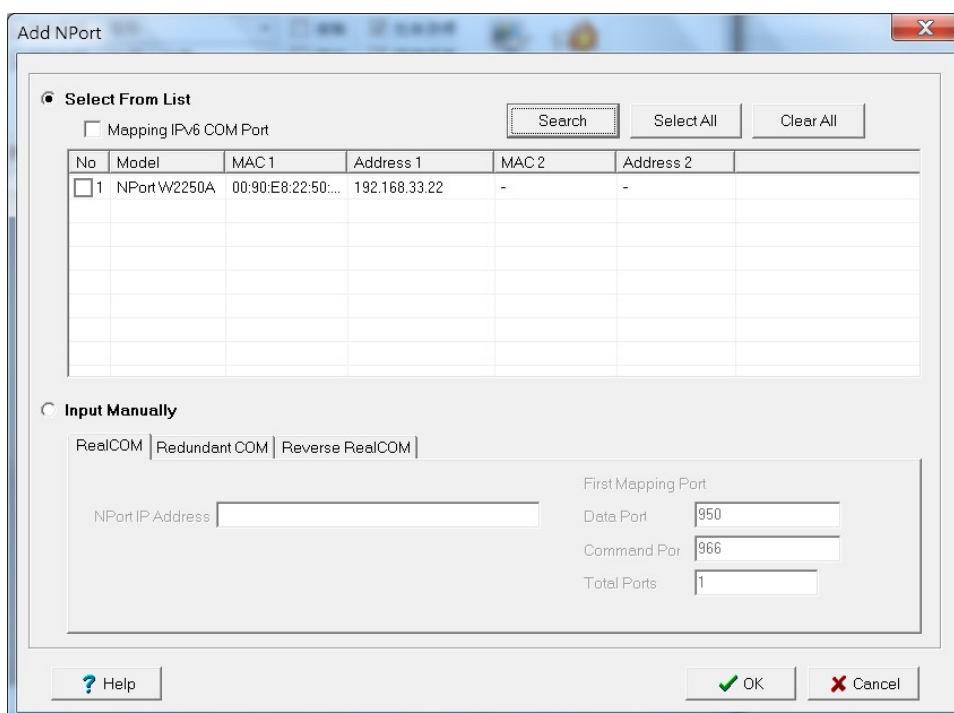 Add NPort
Select From List
Mapping IPv6 COM Port
Search
Select All
Clear All
No Model MAC 1 Address 1 MAC 2 Address 2
1 NPort W2250A 00:90:E8:22:50:... 192.168.33.22 - -
Input Manually
RealCOM Redundant COM Reverse RealCOM
First Mapping Port
NPort IP Address
Data Port 950
Command Por 966
Total Ports 1
? Help
OK
Cancel